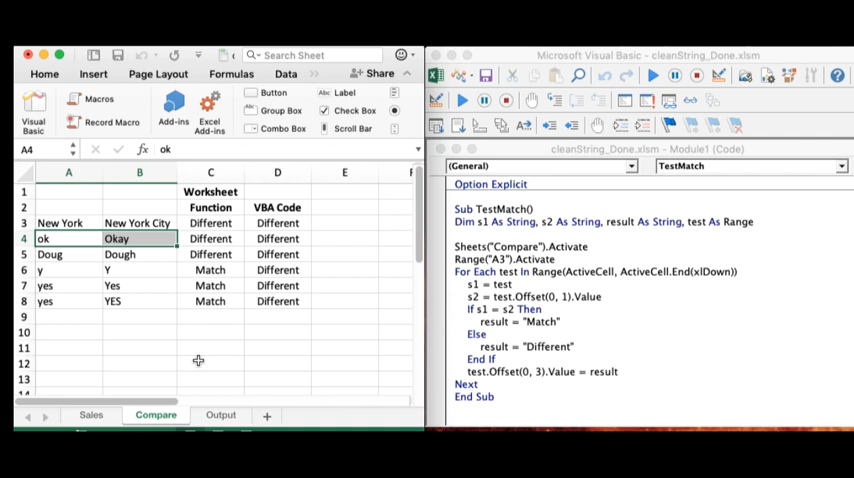 Search Sheet
Home Insert Page Layout Formulas Data Share
Visual Basic
Macros
Record Macro
Add-ins
Excel Add-ins
Button
Group Box
Combo Box
Abc Label
Check Box
Scroll Bar
A4 fx ok
A B C D E F
1 Worksheet
2 Function VBA Code
3 New York New York City Different Different
4 ok Okay Different Different
5 Doug Dough Different Different
6 y Y Match Different
7 yes Yes Match Different
8 yes YES Match Different
9
10
11
12
13
14
Sales Compare Output
Microsoft Visual Basic - cleanString_Done.xlsm
cleanString_Done.xlsm - Module1 (Code)
(General) TestMatch
Option Explicit
Sub TestMatch()
Dim s1 As String, s2 As String, result As String, test As Range
Sheets("Compare").Activate
Range("A3").Activate
For Each test In Range(ActiveCell, ActiveCell.End(xlDown))
s1 = test
s2 = test.Offset(0, 1).Value
If s1 = s2 Then
result = "Match"
Else
result = "Different"
End If
test.Offset(0, 3).Value = result
Next
End Sub